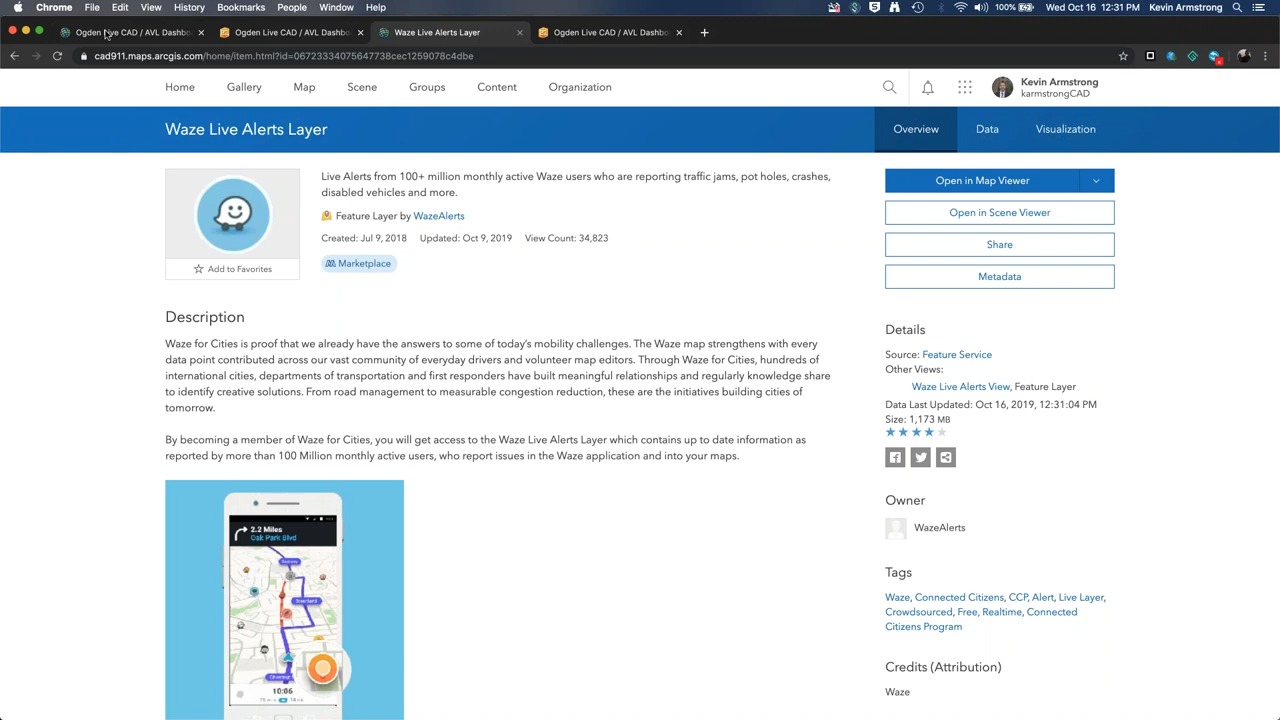 Chrome File Edit View History Bookmarks People Window Help Wed Oct 16 12:31 PM Kevin Armstrong
Ogden Live CAD / AVL Dashbo Ogden Live CAD / AVL Dashbo Waze Live Alerts Layer Ogden Live CAD / AVL Dashbo
cad911.maps.arcgis.com/home/item.html?id=06723334075647738cec1259078c4dbe
Home Gallery Map Scene Groups Content Organization
Kevin Armstrong
karmstrongCAD
Waze Live Alerts Layer
Overview Data Visualization
Live Alerts from 100+ million monthly active Waze users who are reporting traffic jams, pot holes, crashes,
disabled vehicles and more.
Feature Layer by WazeAlerts
Created: Jul 9, 2018 Updated: Oct 9, 2019 View Count: 34,823
Marketplace
Add to Favorites
Open in Map Viewer
Open in Scene Viewer
Share
Metadata
Description
Waze for Cities is proof that we already have the answers to some of today's mobility challenges. The Waze map strengthens with every
data point contributed across our vast community of everyday drivers and volunteer map editors. Through Waze for Cities, hundreds of
international cities, departments of transportation and first responders have built meaningful relationships and regularly knowledge share
to identify creative solutions. From road management to measurable congestion reduction, these are the initiatives building cities of
tomorrow.
By becoming a member of Waze for Cities, you will get access to the Waze Live Alerts Layer which contains up to date information as
reported by more than 100 Million monthly active users, who report issues in the Waze application and into your maps.
2.2 Miles
Oak Park Blvd
10:06
Details
Source: Feature Service
Other Views:
Waze Live Alerts View, Feature Layer
Data Last Updated: Oct 16, 2019, 12:31:04 PM
Size: 1,173 MB
Owner
WazeAlerts
Tags
Waze, Connected Citizens, CCP, Alert, Live Layer,
Crowdsourced, Free, Realtime, Connected
Citizens Program
Credits (Attribution)
Waze